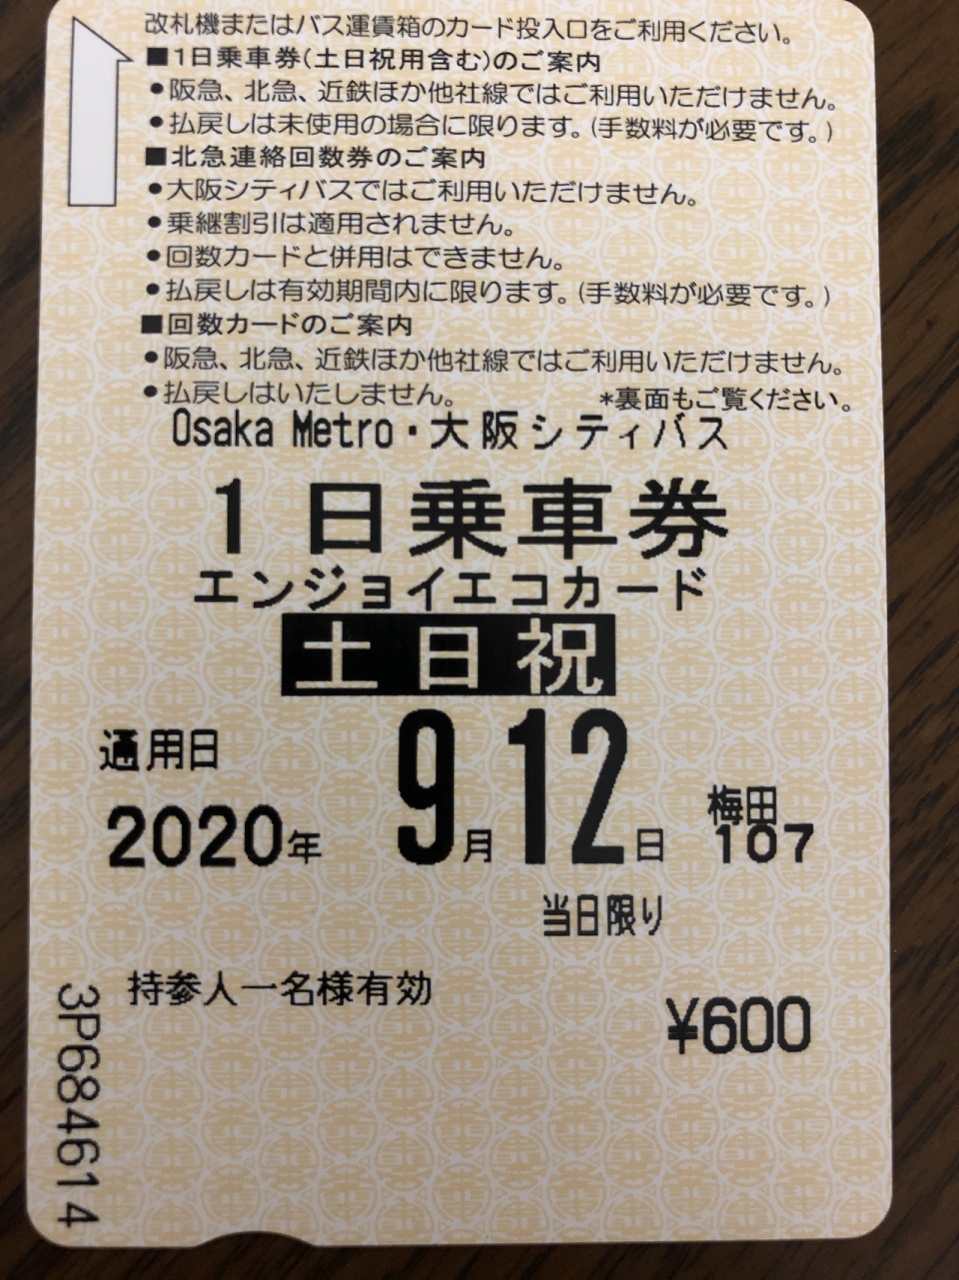 改札機またはバス運賃箱のカード投入口をご利用ください。
■1日乗車券(土日祝用含む)のご案内
●阪急、北急、近鉄ほか他社線ではご利用いただけません。
●払戻しは未使用の場合に限ります。(手数料が必要です。)
■北急連絡回数券のご案内
●大阪シティバスではご利用いただけません。
●乗継割引は適用されません。
●回数カードと併用はできません。
●払戻しは有効期間内に限ります。(手数料が必要です。)
■回数カードのご案内
●阪急、北急、近鉄ほか他社線ではご利用いただけません。
●払戻しはいたしません。 *裏面もご覧ください。
Osaka Metro・大阪シティバス
1日乗車券
エンジョイエコカード
土日祝
通用日
2020年 9月12日
梅田
107
当日限り
持参人一名様有効
¥600
3P684614